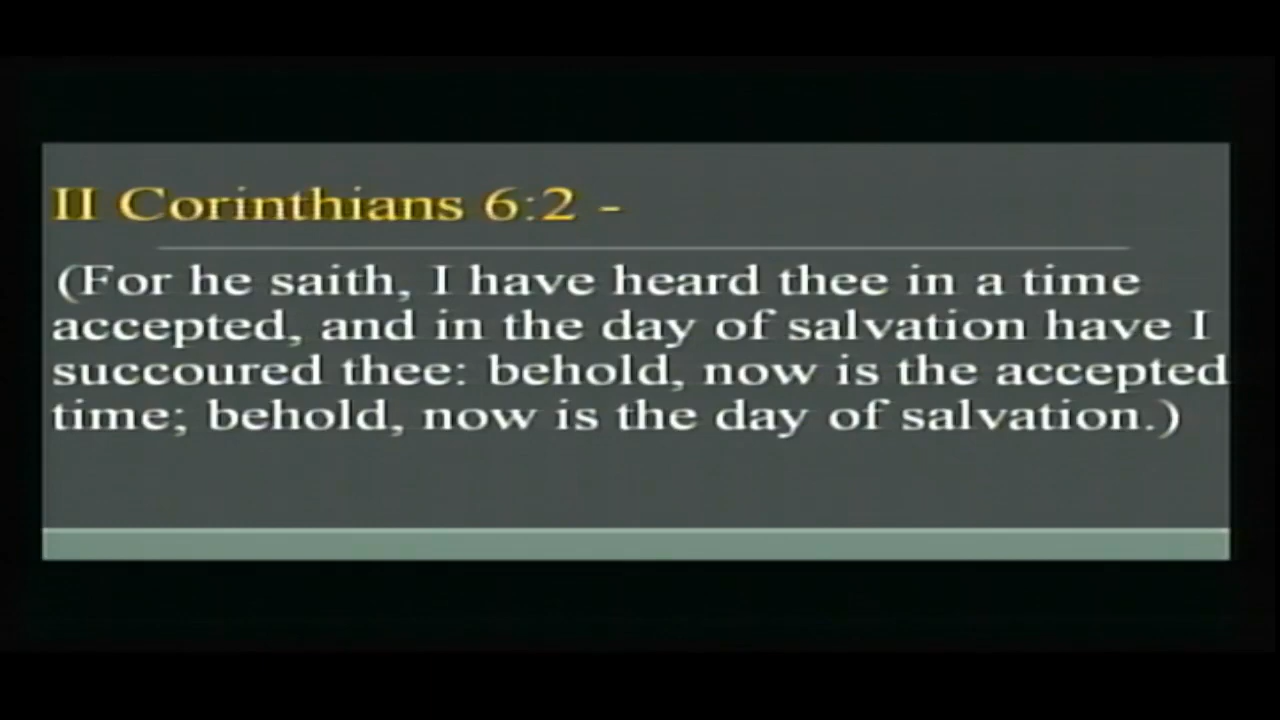 II Corinthians 6:2 -
(For he saith, I have heard thee in a time
accepted, and in the day of salvation have I
succoured thee: behold, now is the accepted
time; behold, now is the day of salvation.)